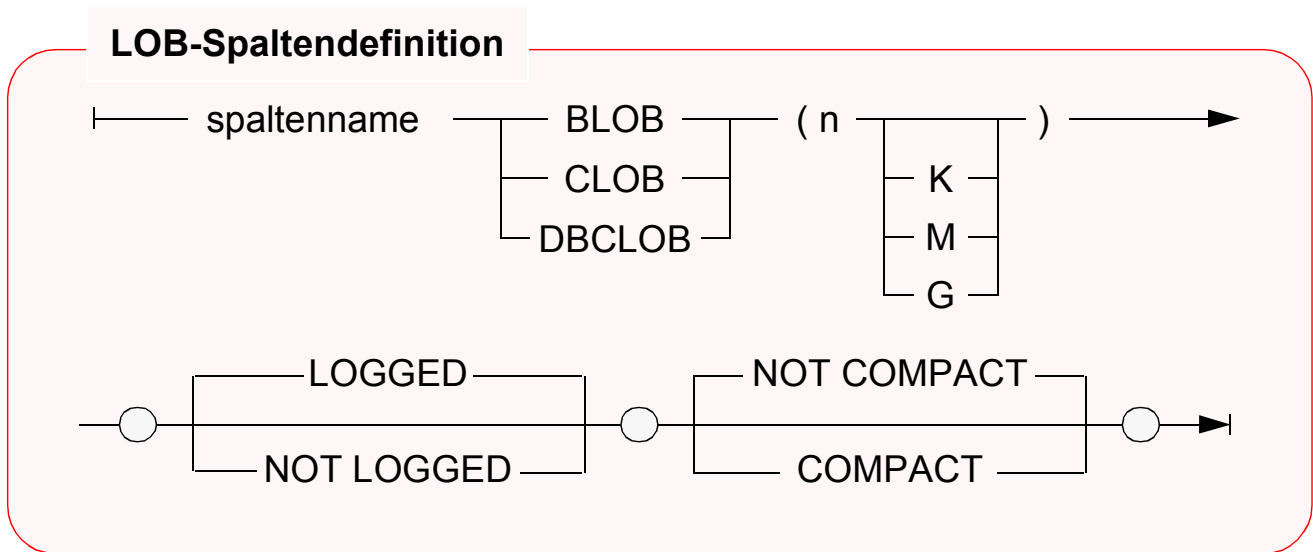 LOB-Spaltendefinition
spaltenname BLOB ( n )
CLOB K
DBCLOB M
G
LOGGED NOT COMPACT
NOT LOGGED COMPACT